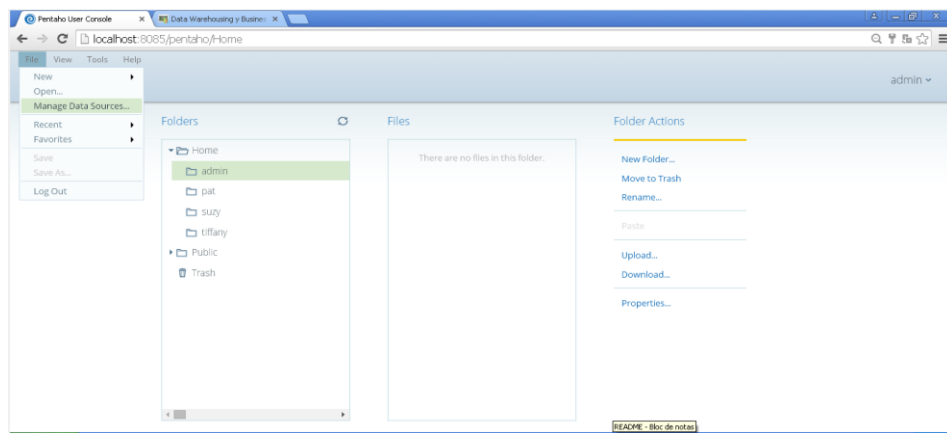 Pentaho User Console
Data Warehousing y Busines
localhost:8085/pentaho/Home
File View Tools Help
admin
New
Open...
Manage Data Sources...
Recent
Favorites
Save
Save As...
Log Out
Folders
Home
admin
pat
suzy
tiffany
Public
Trash
Files
There are no files in this folder.
Folder Actions
New Folder...
Move to Trash
Rename...
Paste
Upload...
Download...
Properties...
README - Bloc de notas